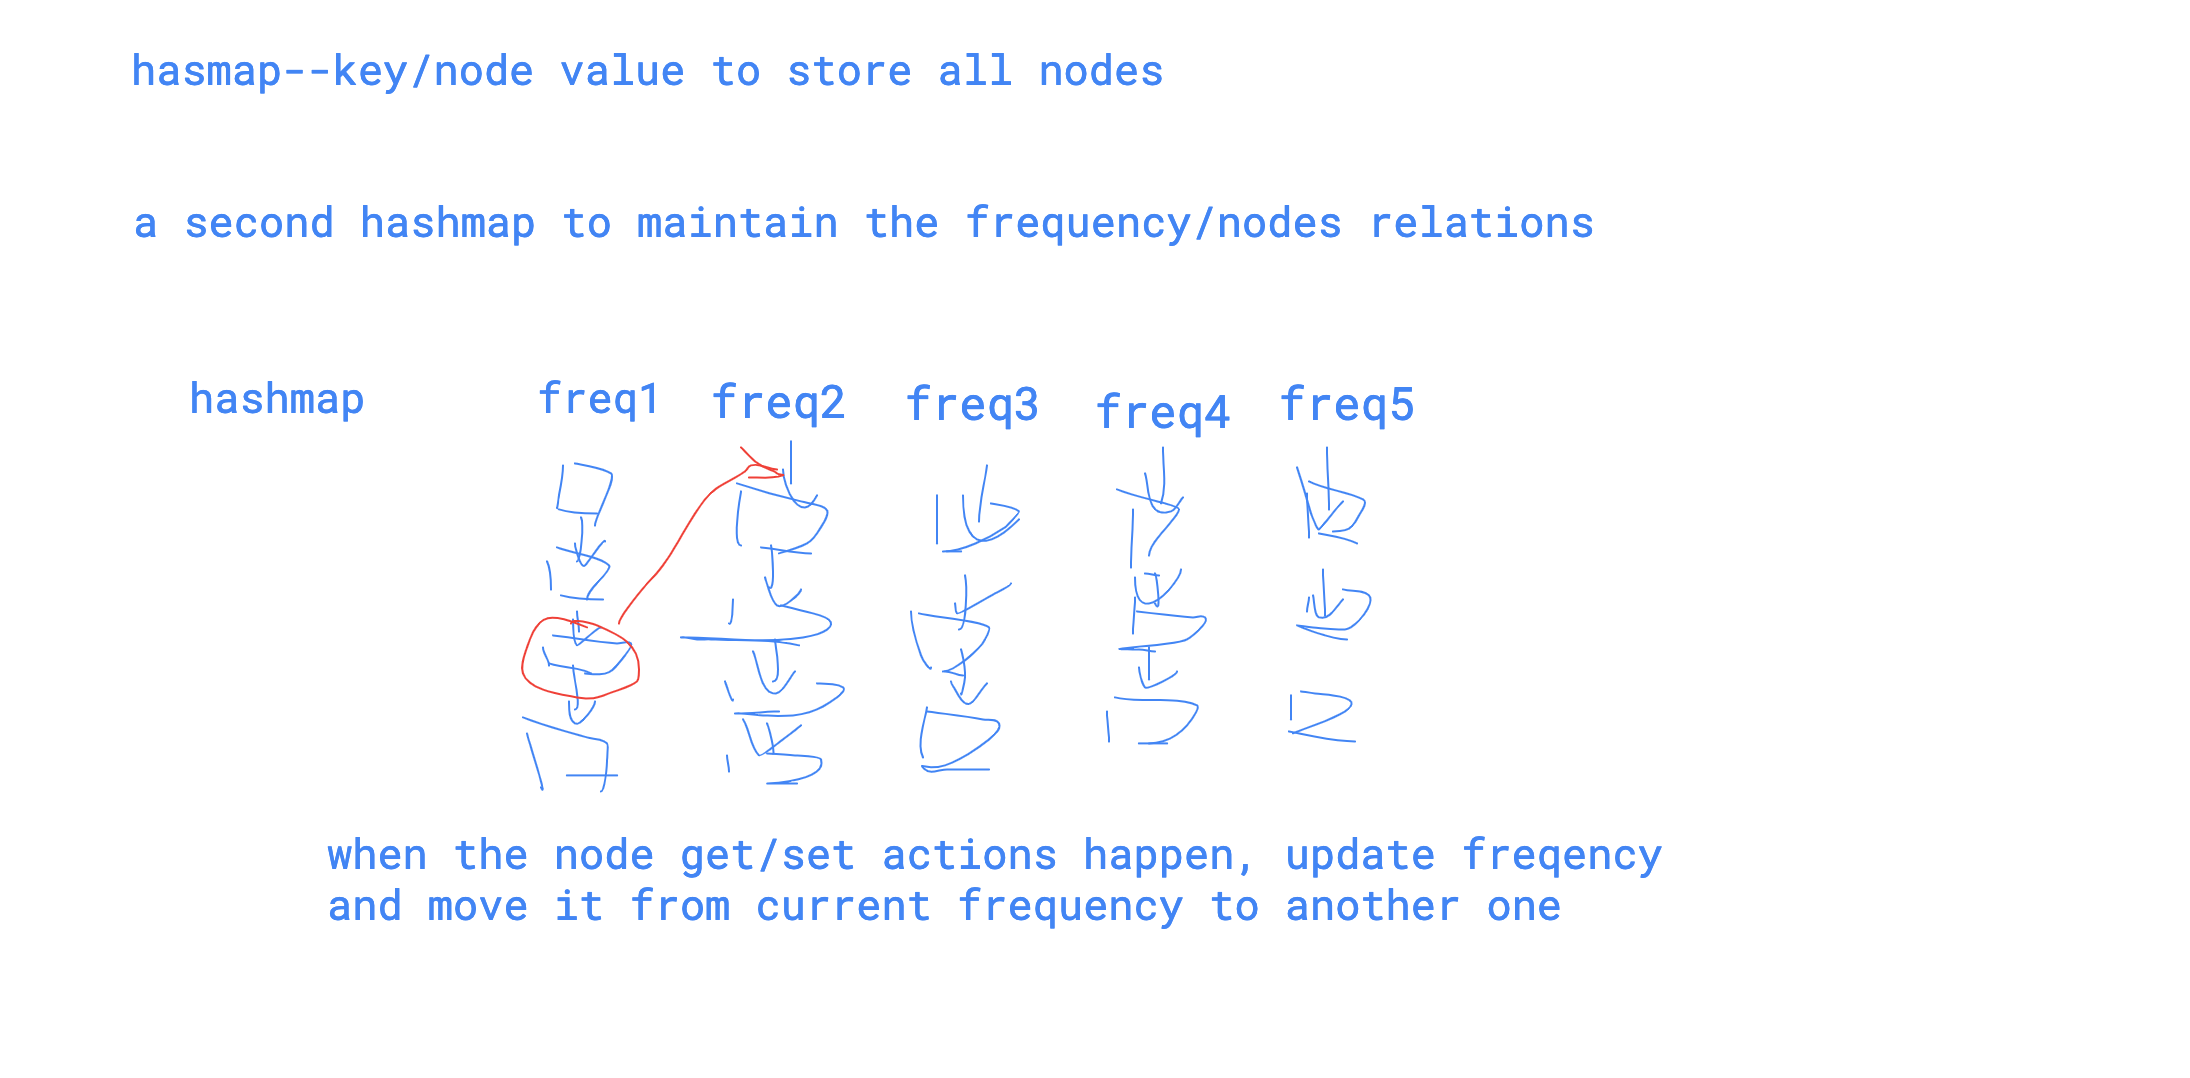 hasmap--key/node value to store all nodes
a second hashmap to maintain the frequency/nodes relations
hashmap freq1 freq2 freq3 freq4 freq5
when the node get/set actions happen, update freqency
and move it from current frequency to another one